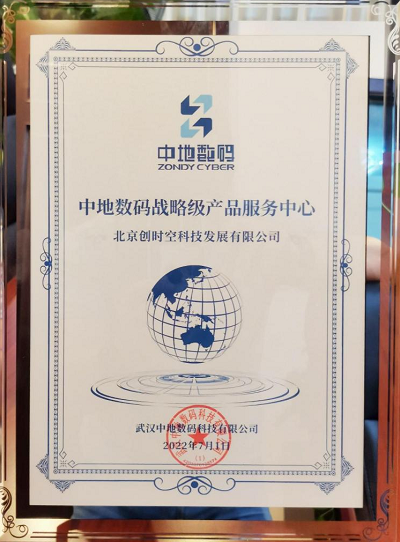 中地数码
ZONDY CYBER
中地数码战略级产品服务中心
北京创时空科技发展有限公司
武汉中地数码科技有限公司
2022年7月1日